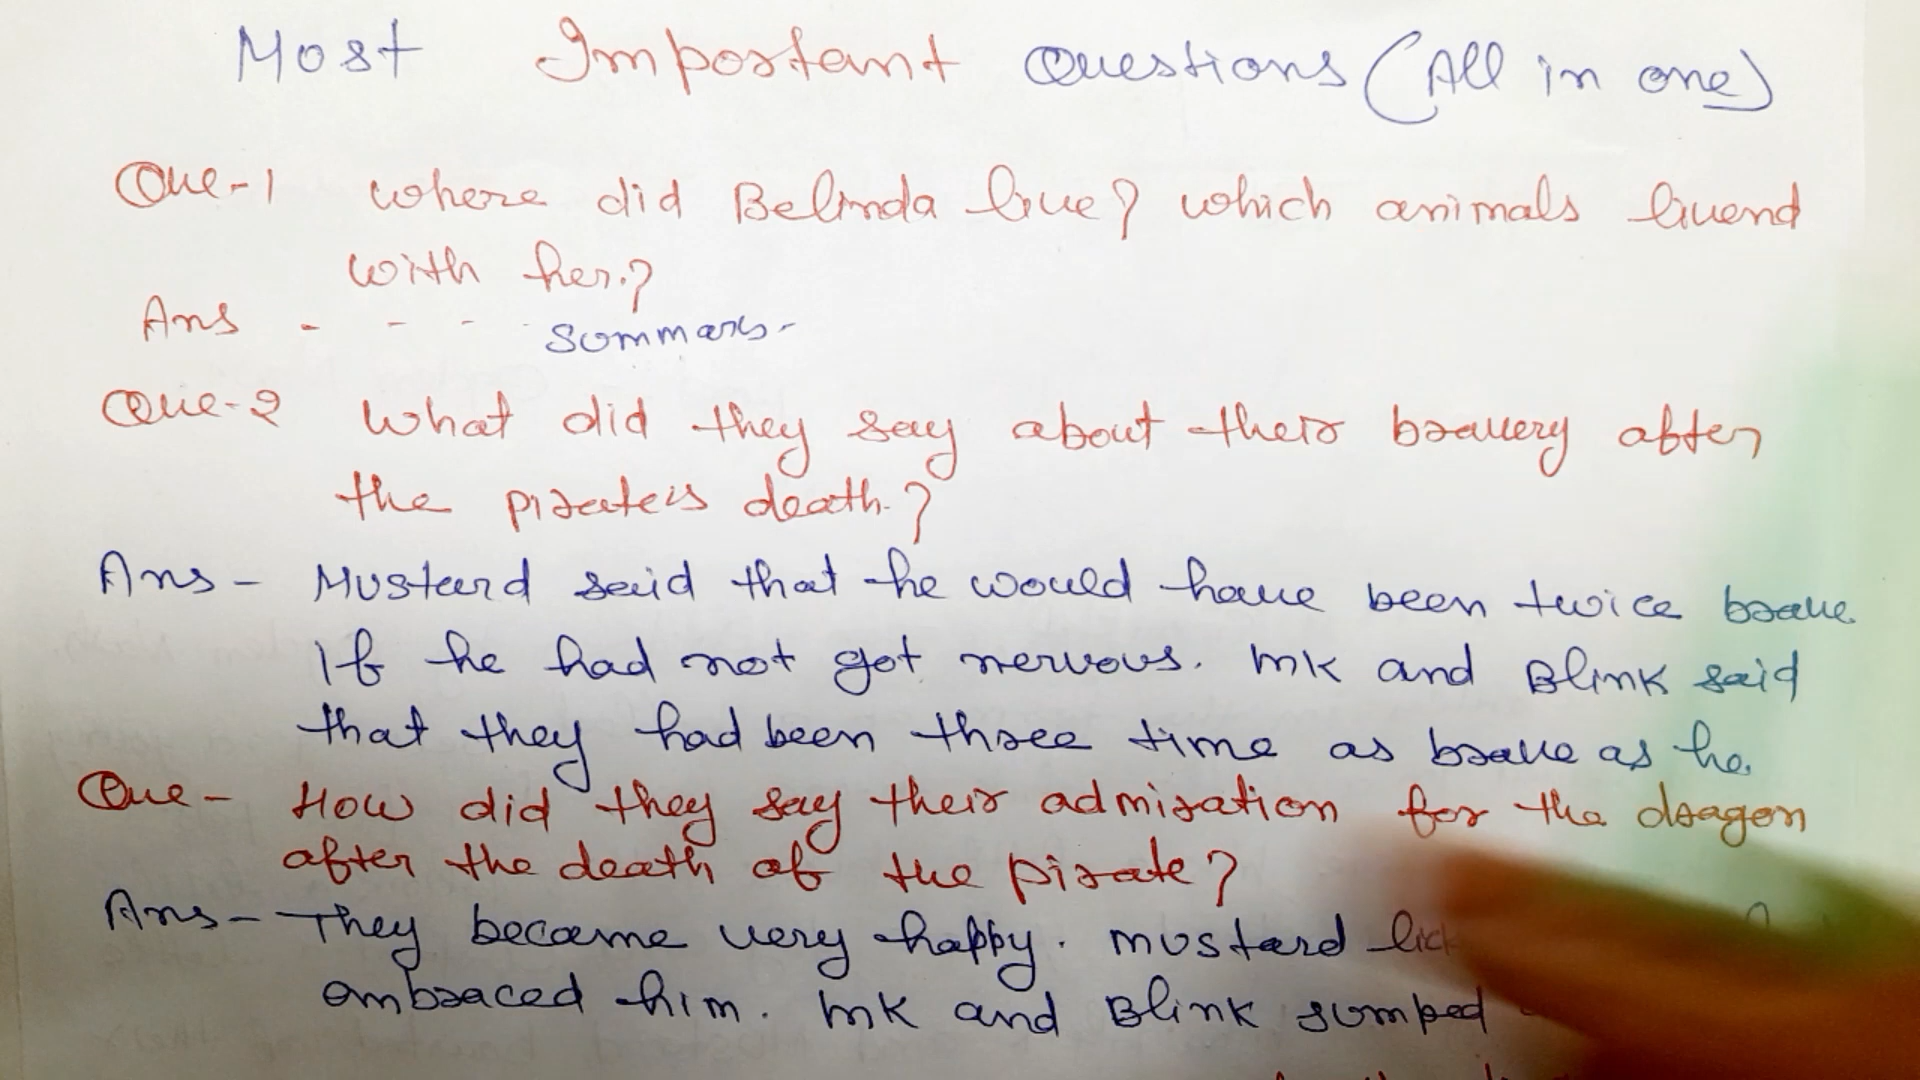 Most Important Questions (All in one)
Que-1 where did Belinda live? which animals livend
with her.?
Ans - - - - Sommary-
Que-2 What did they say about their bravery after
the pirate's death.?
Ans - Mustard said that he would have been twice brave
If he had not got nervous. Ink and Blink said
that they had been three time as brave as he.
Que - How did they say their admiration for the dragon
after the death of the pirate?
Ans - They became very happy. Mustard
embraced him. Ink and Blink jumped